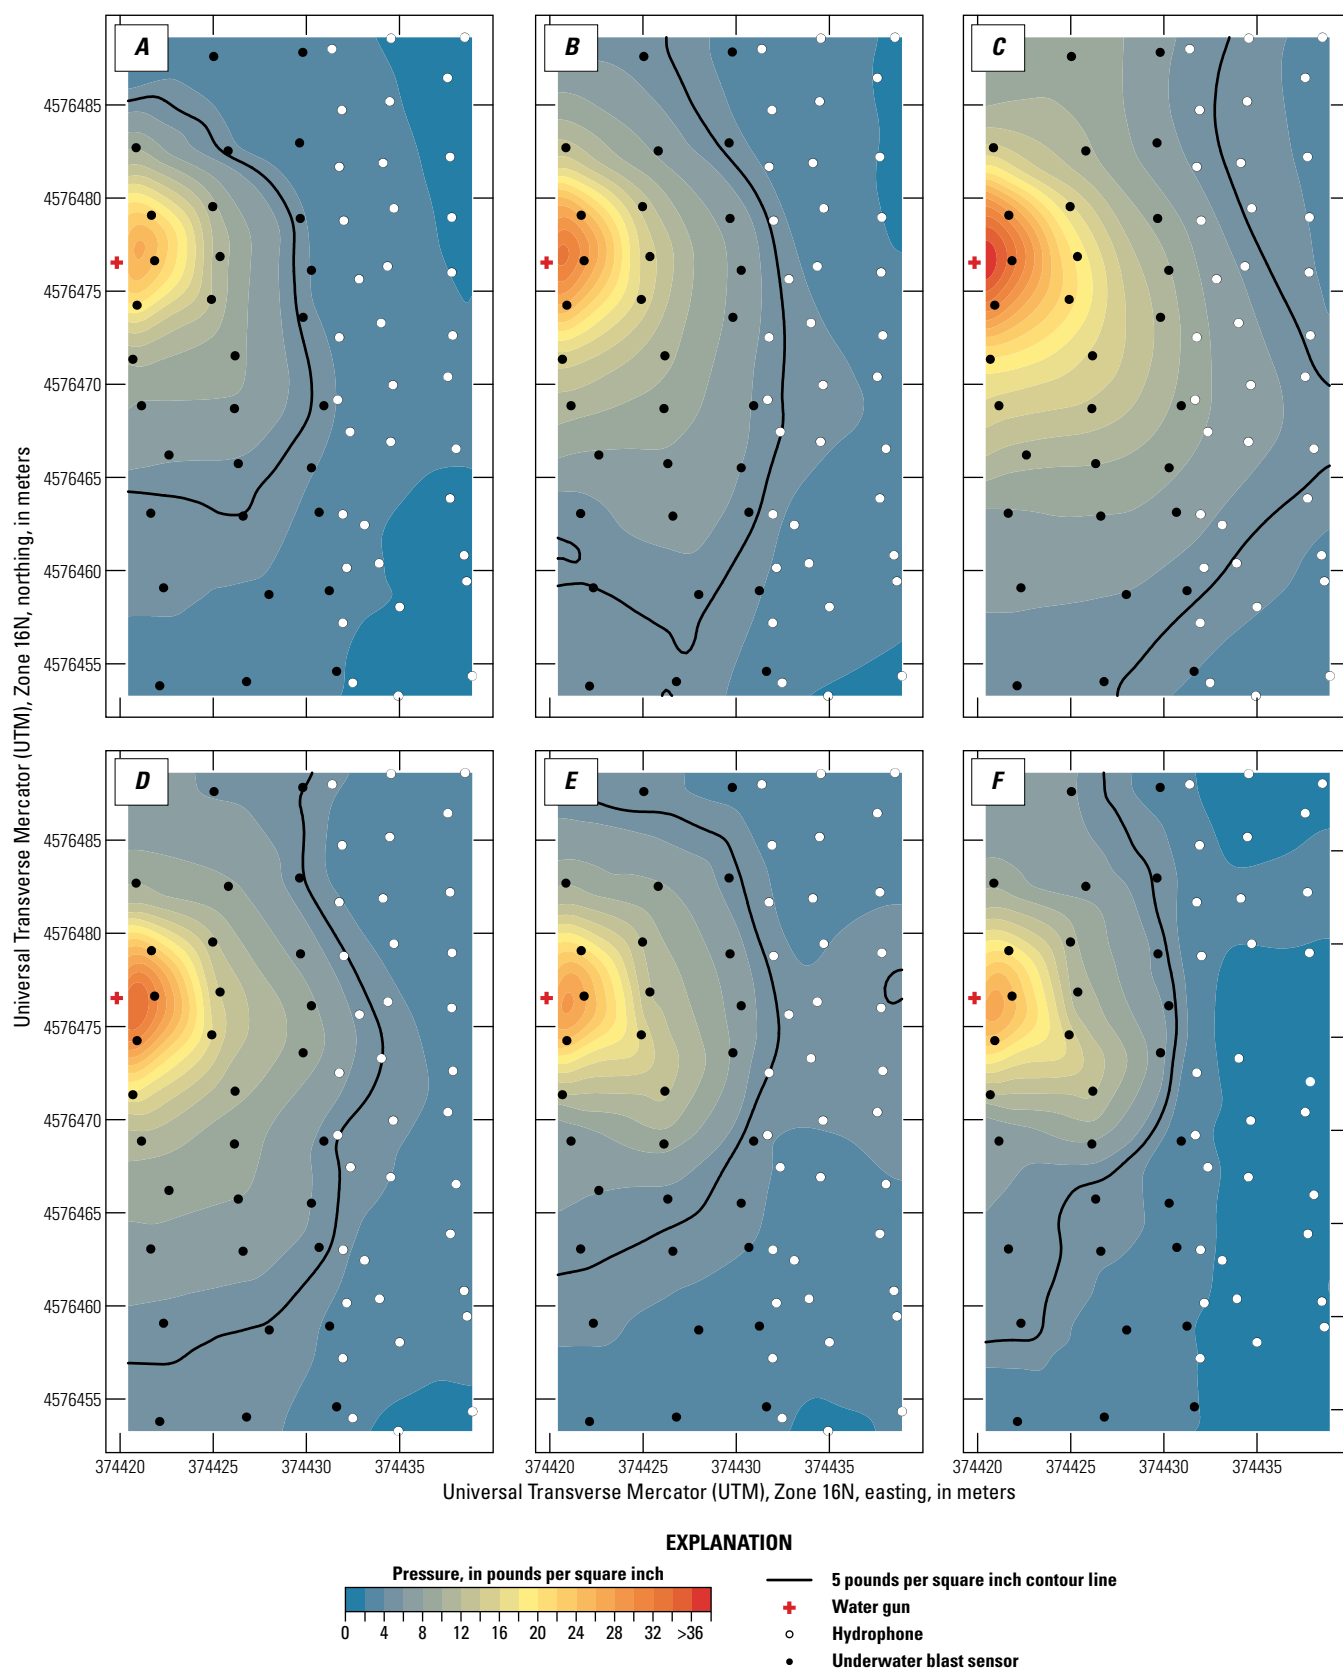 A
B
C
4576485
4576480
4576475
4576470
4576465
4576460
4576455
Universal Transverse Mercator (UTM), Zone 16N, northing, in meters
D
E
F
4576485
4576480
4576475
4576470
4576465
4576460
4576455
374420 374425 374430 374435 374420 374425 374430 374435 374420 374425 374430 374435
Universal Transverse Mercator (UTM), Zone 16N, easting, in meters
EXPLANATION
Pressure, in pounds per square inch
0 4 8 12 16 20 24 28 32 >36
5 pounds per square inch contour line
Water gun
Hydrophone
Underwater blast sensor